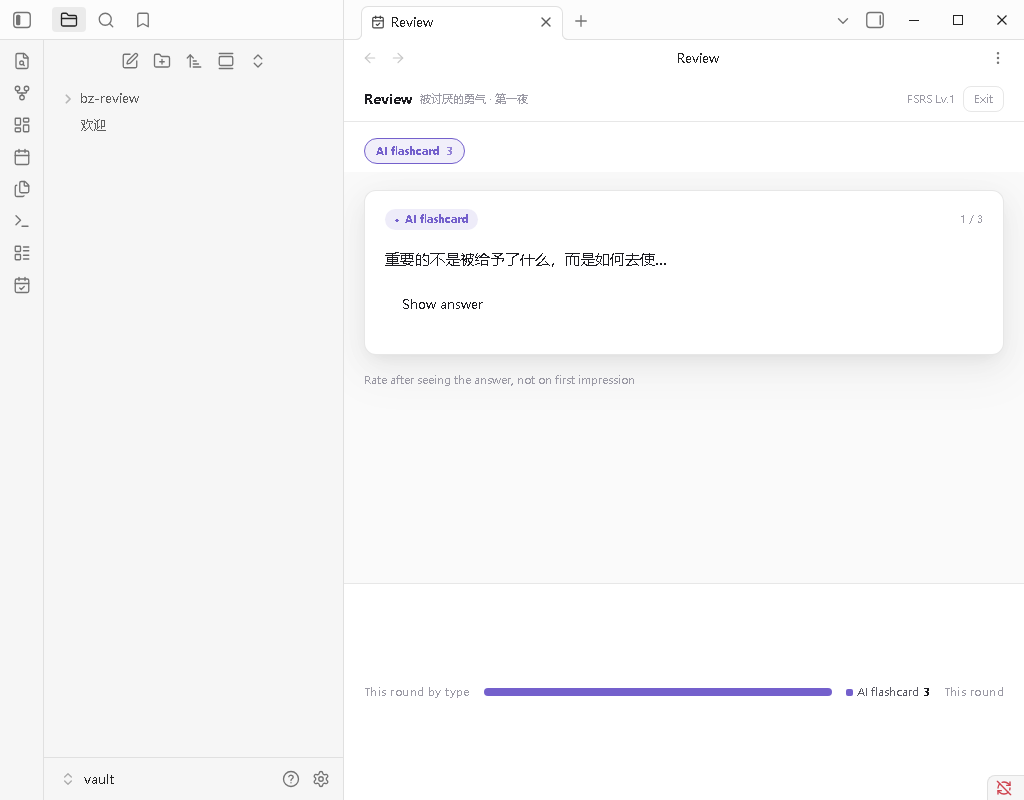 Review
Review
bz-review
欢迎
Review 被讨厌的勇气 · 第一夜
FSRS Lv.1 Exit
AI flashcard 3
AI flashcard
1 / 3
重要的不是被给予了什么，而是如何去使...
Show answer
Rate after seeing the answer, not on first impression
This round by type
AI flashcard 3
This round
vault